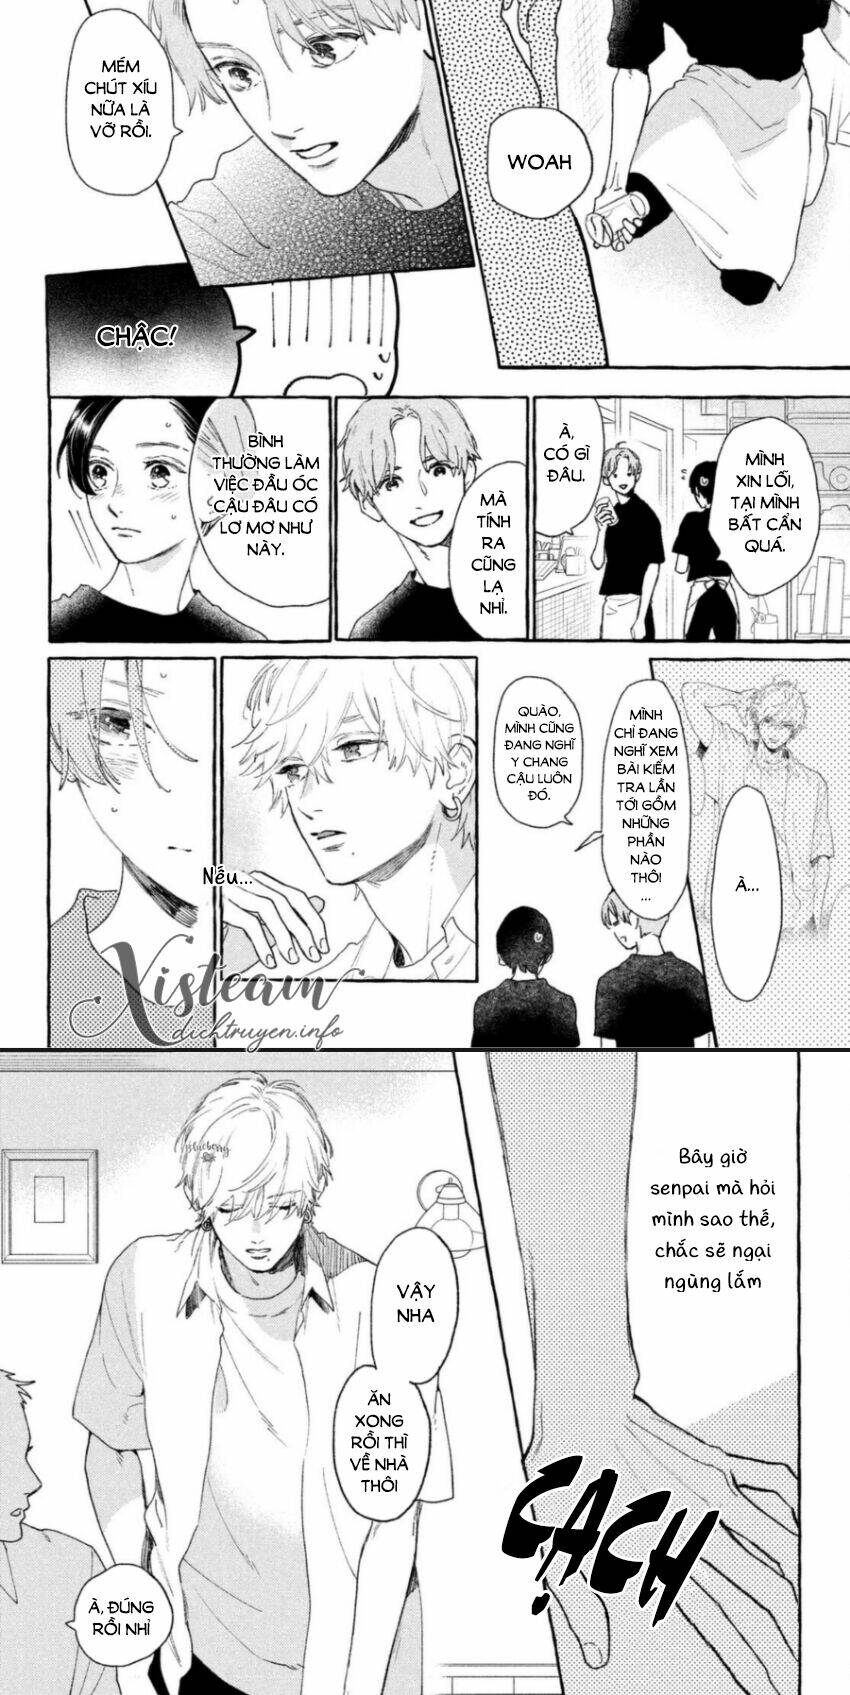 WOAH
MÉM
CHÚT XÍU
NỮA LÀ
VỠ RỒI.
CHẬC!
MÌNH
XIN LỖI,
TẠI MÌNH
BẤT CẨN
QUÁ.
À,
CÓ GÌ
ĐÂU.
MÀ
TÍNH
RA
CŨNG
LẠ
NHỈ.
BÌNH
THƯỜNG LÀM
VIỆC ĐẦU ÓC
CẬU ĐÂU CÓ
LƠ MƠ NHƯ
NÀY.
À...
MÌNH
CHỈ ĐANG
NGHĨ XEM
BÀI KIỂM
TRA LẦN
TỚI GỒM
NHỮNG
PHẦN
NÀO
THÔI
...
QUÀO,
MÌNH CŨNG
ĐANG NGHĨ
Y CHANG
CẬU LUÔN
ĐÓ.
Nếu...
Xisteam
dichtruyen.info
Bây giờ
senpai mà hỏi
mình sao thế,
chắc sẽ ngại
ngùng lắm
CẠCH
VẬY
NHA
ĂN
XONG
RỒI THÌ
VỀ NHÀ
THÔI
À, ĐÚNG
RỒI NHỈ